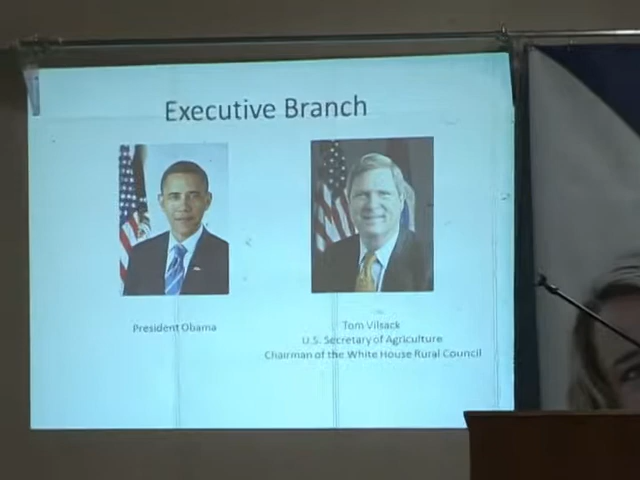 Executive Branch
President Obama
Tom Vilsack
U.S. Secretary of Agriculture
Chairman of the White House Rural Council